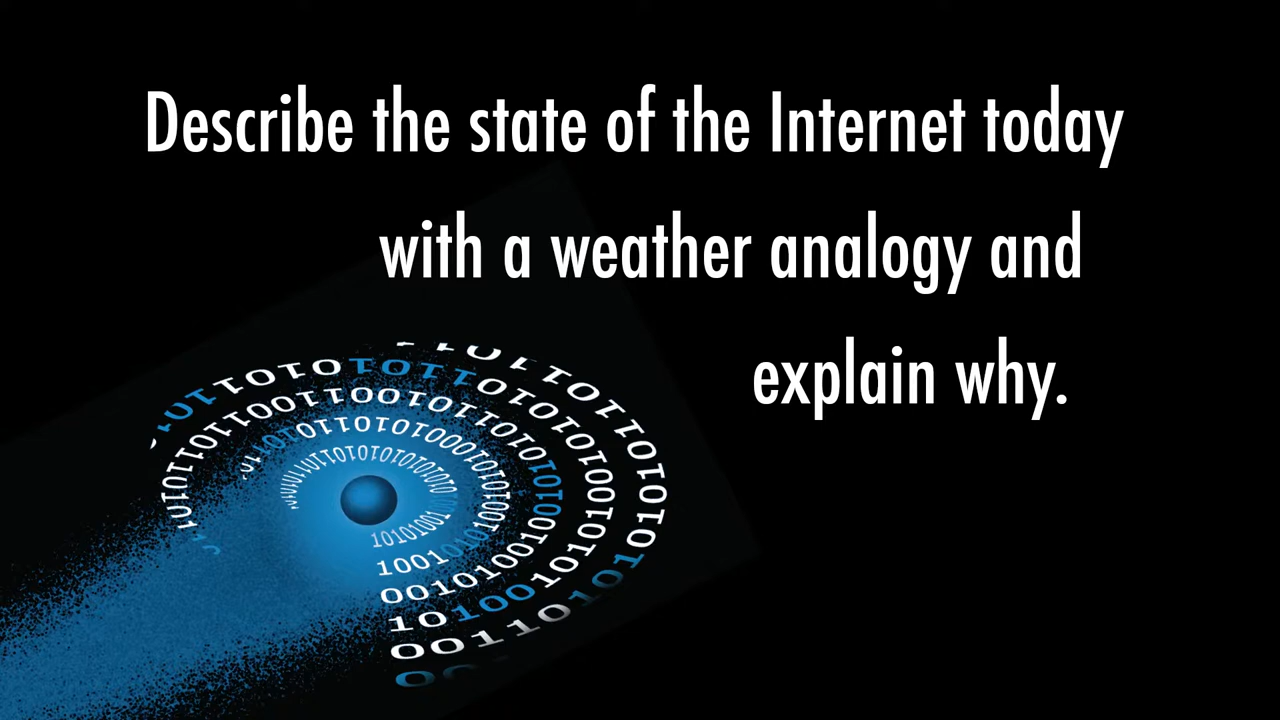 Describe the state of the Internet today
with a weather analogy and
explain why.